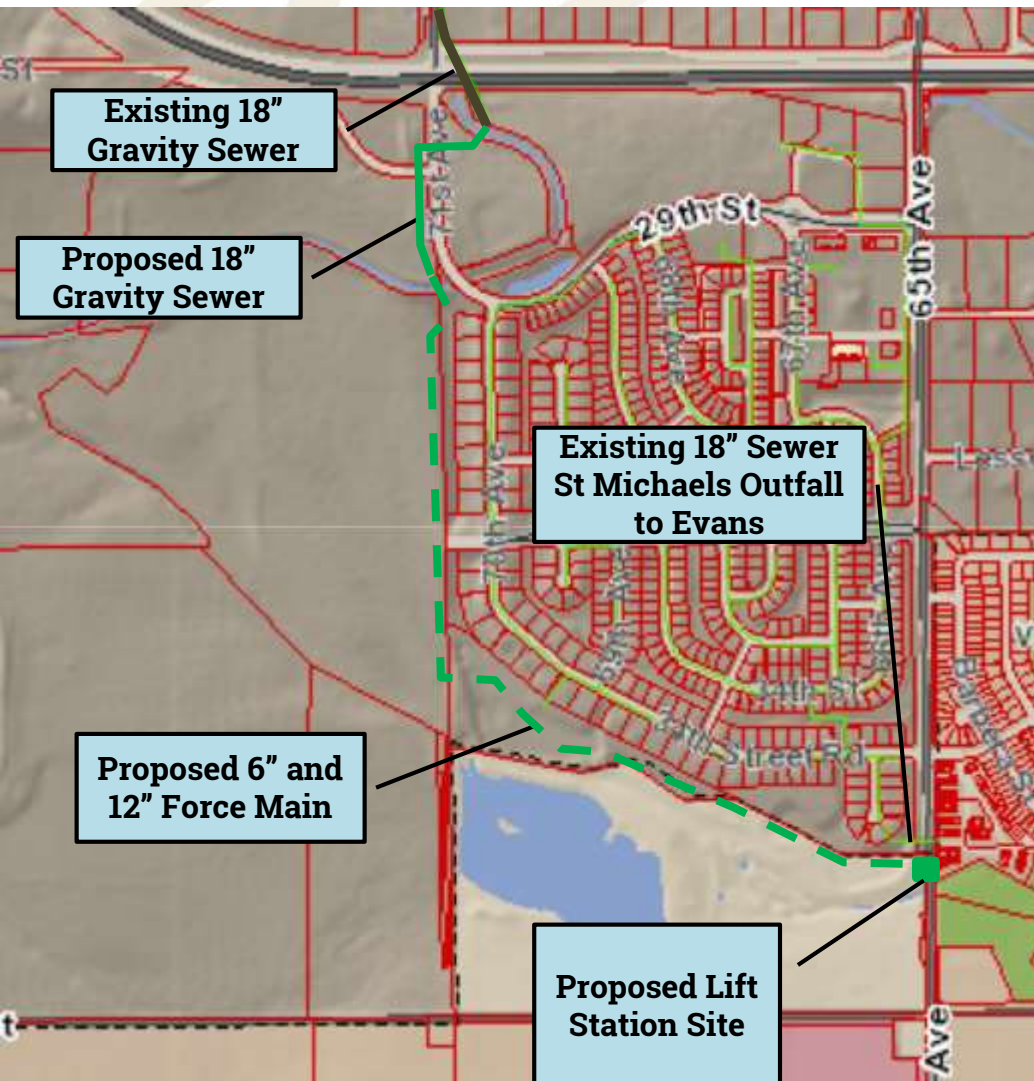 St
Existing 18”
Gravity Sewer
71st Ave
29th St
65th Ave
Proposed 18”
Gravity Sewer
67th Ave
Existing 18” Sewer
St Michaels Outfall
to Evans
34th St
Street Rd
Proposed 6” and
12” Force Main
Proposed Lift
Station Site
t
Ave